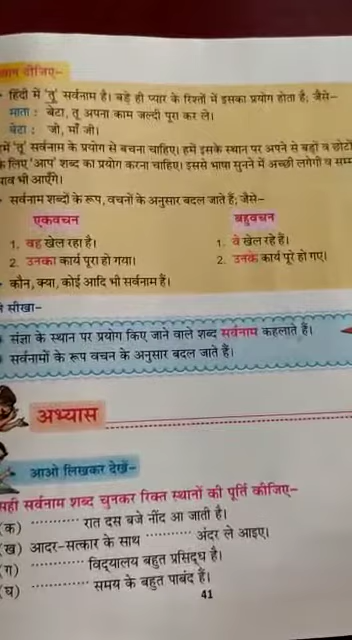 दीजिए–
हिंदी में 'तु' सर्वनाम है। बड़े ही प्यार के रिश्तों में इसका प्रयोग होता है; जैसे–
माता : बेटा, तू अपना काम जल्दी पूरा कर ले।
बेटा : जी, माँ जी।
हमें 'तू' सर्वनाम के प्रयोग से बचना चाहिए। हमें इसके स्थान पर अपने से बड़ों व छोटों
के लिए 'आप' शब्द का प्रयोग करना चाहिए। इससे भाषा सुनने में अच्छी लगेगी व सम्म
भाव भी आएँगे।
सर्वनाम शब्दों के रूप, वचनों के अनुसार बदल जाते हैं; जैसे–
एकवचन बहुवचन
1. वह खेल रहा है। 1. वे खेल रहे हैं।
2. उनका कार्य पूरा हो गया। 2. उनके कार्य पूरे हो गए।
कौन, क्या, कोई आदि भी सर्वनाम हैं।
सीखा–
संज्ञा के स्थान पर प्रयोग किए जाने वाले शब्द सर्वनाम कहलाते हैं।
सर्वनामों के रूप वचन के अनुसार बदल जाते हैं।
अभ्यास
आओ लिखकर देखें–
सही सर्वनाम शब्द चुनकर रिक्त स्थानों की पूर्ति कीजिए–
(क) ........... रात दस बजे नींद आ जाती है।
(ख) आदर-सत्कार के साथ ........... अंदर ले आइए।
(ग) ........... विद्यालय बहुत प्रसिद्ध है।
(घ) ........... समय के बहुत पाबंद हैं।
41